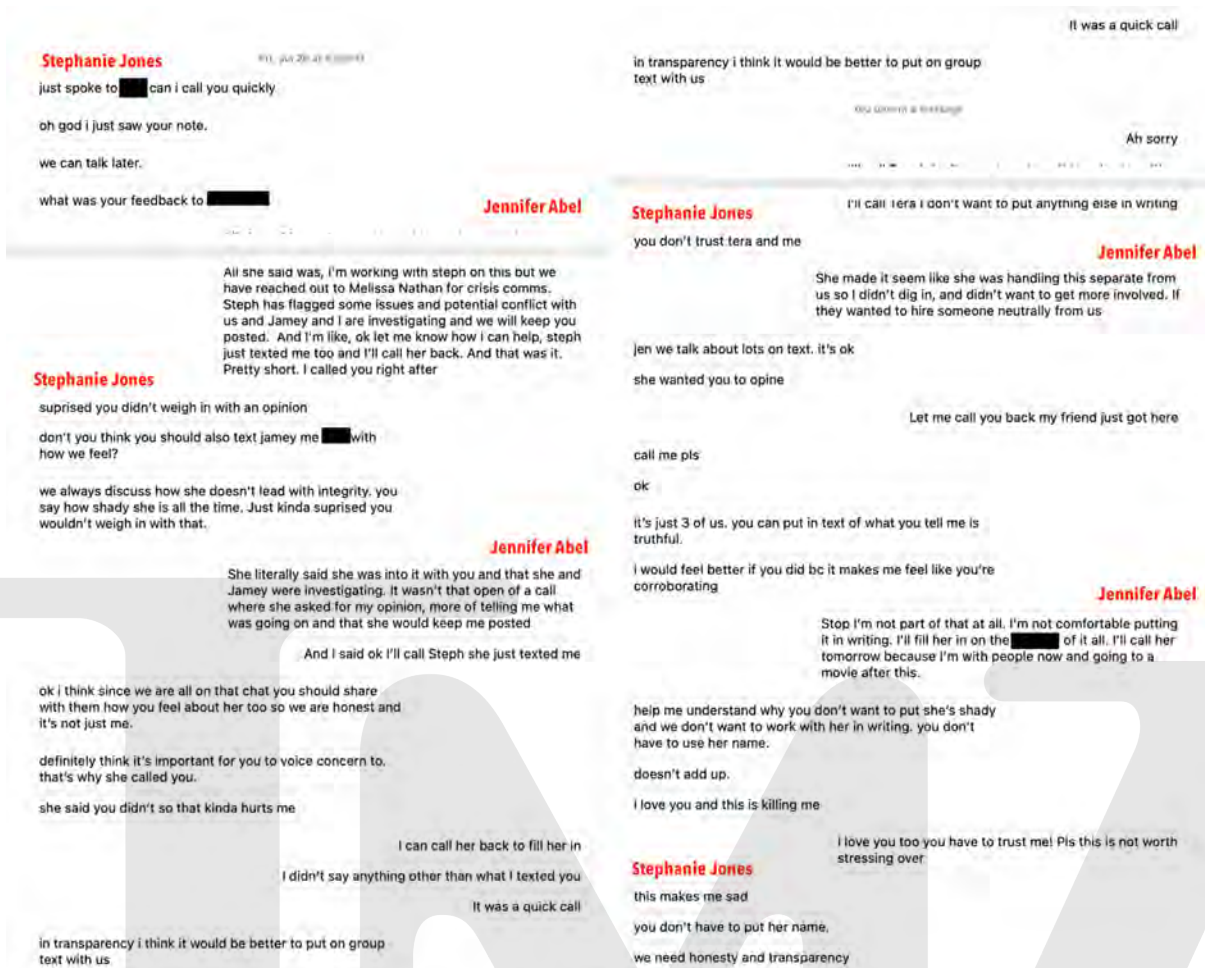 Stephanie Jones
just spoke to can i call you quickly
oh god i just saw your note.
we can talk later.
what was your feedback to
Jennifer Abel
All she said was, i'm working with steph on this but we
have reached out to Melissa Nathan for crisis comms.
Steph has flagged some issues and potential conflict with
us and Jamey and I are investigating and we will keep you
posted. And I'm like, ok let me know how I can help, steph
just texted me too and I'll call her back. And that was it.
Pretty short. I called you right after
Stephanie Jones
suprised you didn't weigh in with an opinion
don't you think you should also text jamey me with
how we feel?
we always discuss how she doesn't lead with integrity. you
say how shady she is all the time. Just kinda suprised you
wouldn't weigh in with that.
Jennifer Abel
She literally said she was into it with you and that she and
Jamey were investigating. It wasn't that open of a call
where she asked for my opinion, more of telling me what
was going on and that she would keep me posted
And I said ok I'll call Steph she just texted me
ok i think since we are all on that chat you should share
with them how you feel about her too so we are honest and
it's not just me.
definitely think it's important for you to voice concern to.
that's why she called you.
she said you didn't so that kinda hurts me
I can call her back to fill her in
I didn't say anything other than what I texted you
It was a quick call
in transparency i think it would be better to put on group
text with us
It was a quick call
in transparency i think it would be better to put on group
text with us
You unsent a message
Ah sorry
I'll call Tera I don't want to put anything else in writing
Stephanie Jones
you don't trust tera and me
Jennifer Abel
She made it seem like she was handling this separate from
us so I didn't dig in, and didn't want to get more involved. If
they wanted to hire someone neutrally from us
jen we talk about lots on text. it's ok
she wanted you to opine
Let me call you back my friend just got here
call me pls
ok
it's just 3 of us. you can put in text of what you tell me is
truthful.
i would feel better if you did bc it makes me feel like you're
corroborating
Jennifer Abel
Stop I'm not part of that at all. I'm not comfortable putting
it in writing. I'll fill her in on the of it all. I'll call her
tomorrow because I'm with people now and going to a
movie after this.
help me understand why you don't want to put she's shady
and we don't want to work with her in writing. you don't
have to use her name.
doesn't add up.
i love you and this is killing me
I love you too you have to trust me! Pls this is not worth
stressing over
Stephanie Jones
this makes me sad
you don't have to put her name.
we need honesty and transparency